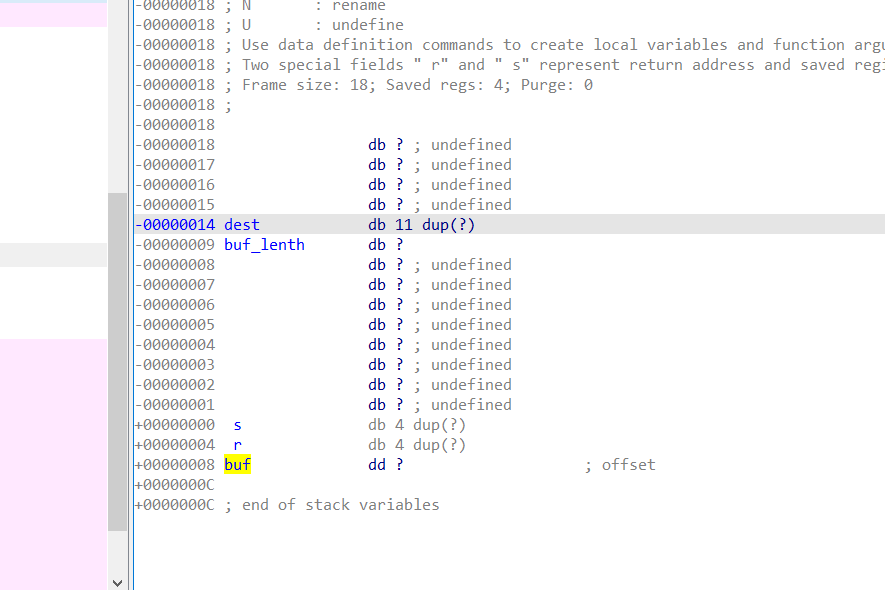 -00000018 ; N       : rename
-00000018 ; U       : undefine
-00000018 ; Use data definition commands to create local variables and function argu
-00000018 ; Two special fields " r" and " s" represent return address and saved regi
-00000018 ; Frame size: 18; Saved regs: 4; Purge: 0
-00000018 ;
-00000018
-00000018                 db ? ; undefined
-00000017                 db ? ; undefined
-00000016                 db ? ; undefined
-00000015                 db ? ; undefined
-00000014 dest            db 11 dup(?)
-00000009 buf_lenth       db ?
-00000008                 db ? ; undefined
-00000007                 db ? ; undefined
-00000006                 db ? ; undefined
-00000005                 db ? ; undefined
-00000004                 db ? ; undefined
-00000003                 db ? ; undefined
-00000002                 db ? ; undefined
-00000001                 db ? ; undefined
+00000000  s              db 4 dup(?)
+00000004  r              db 4 dup(?)
+00000008 buf             dd ?                    ; offset
+0000000C
+0000000C ; end of stack variables